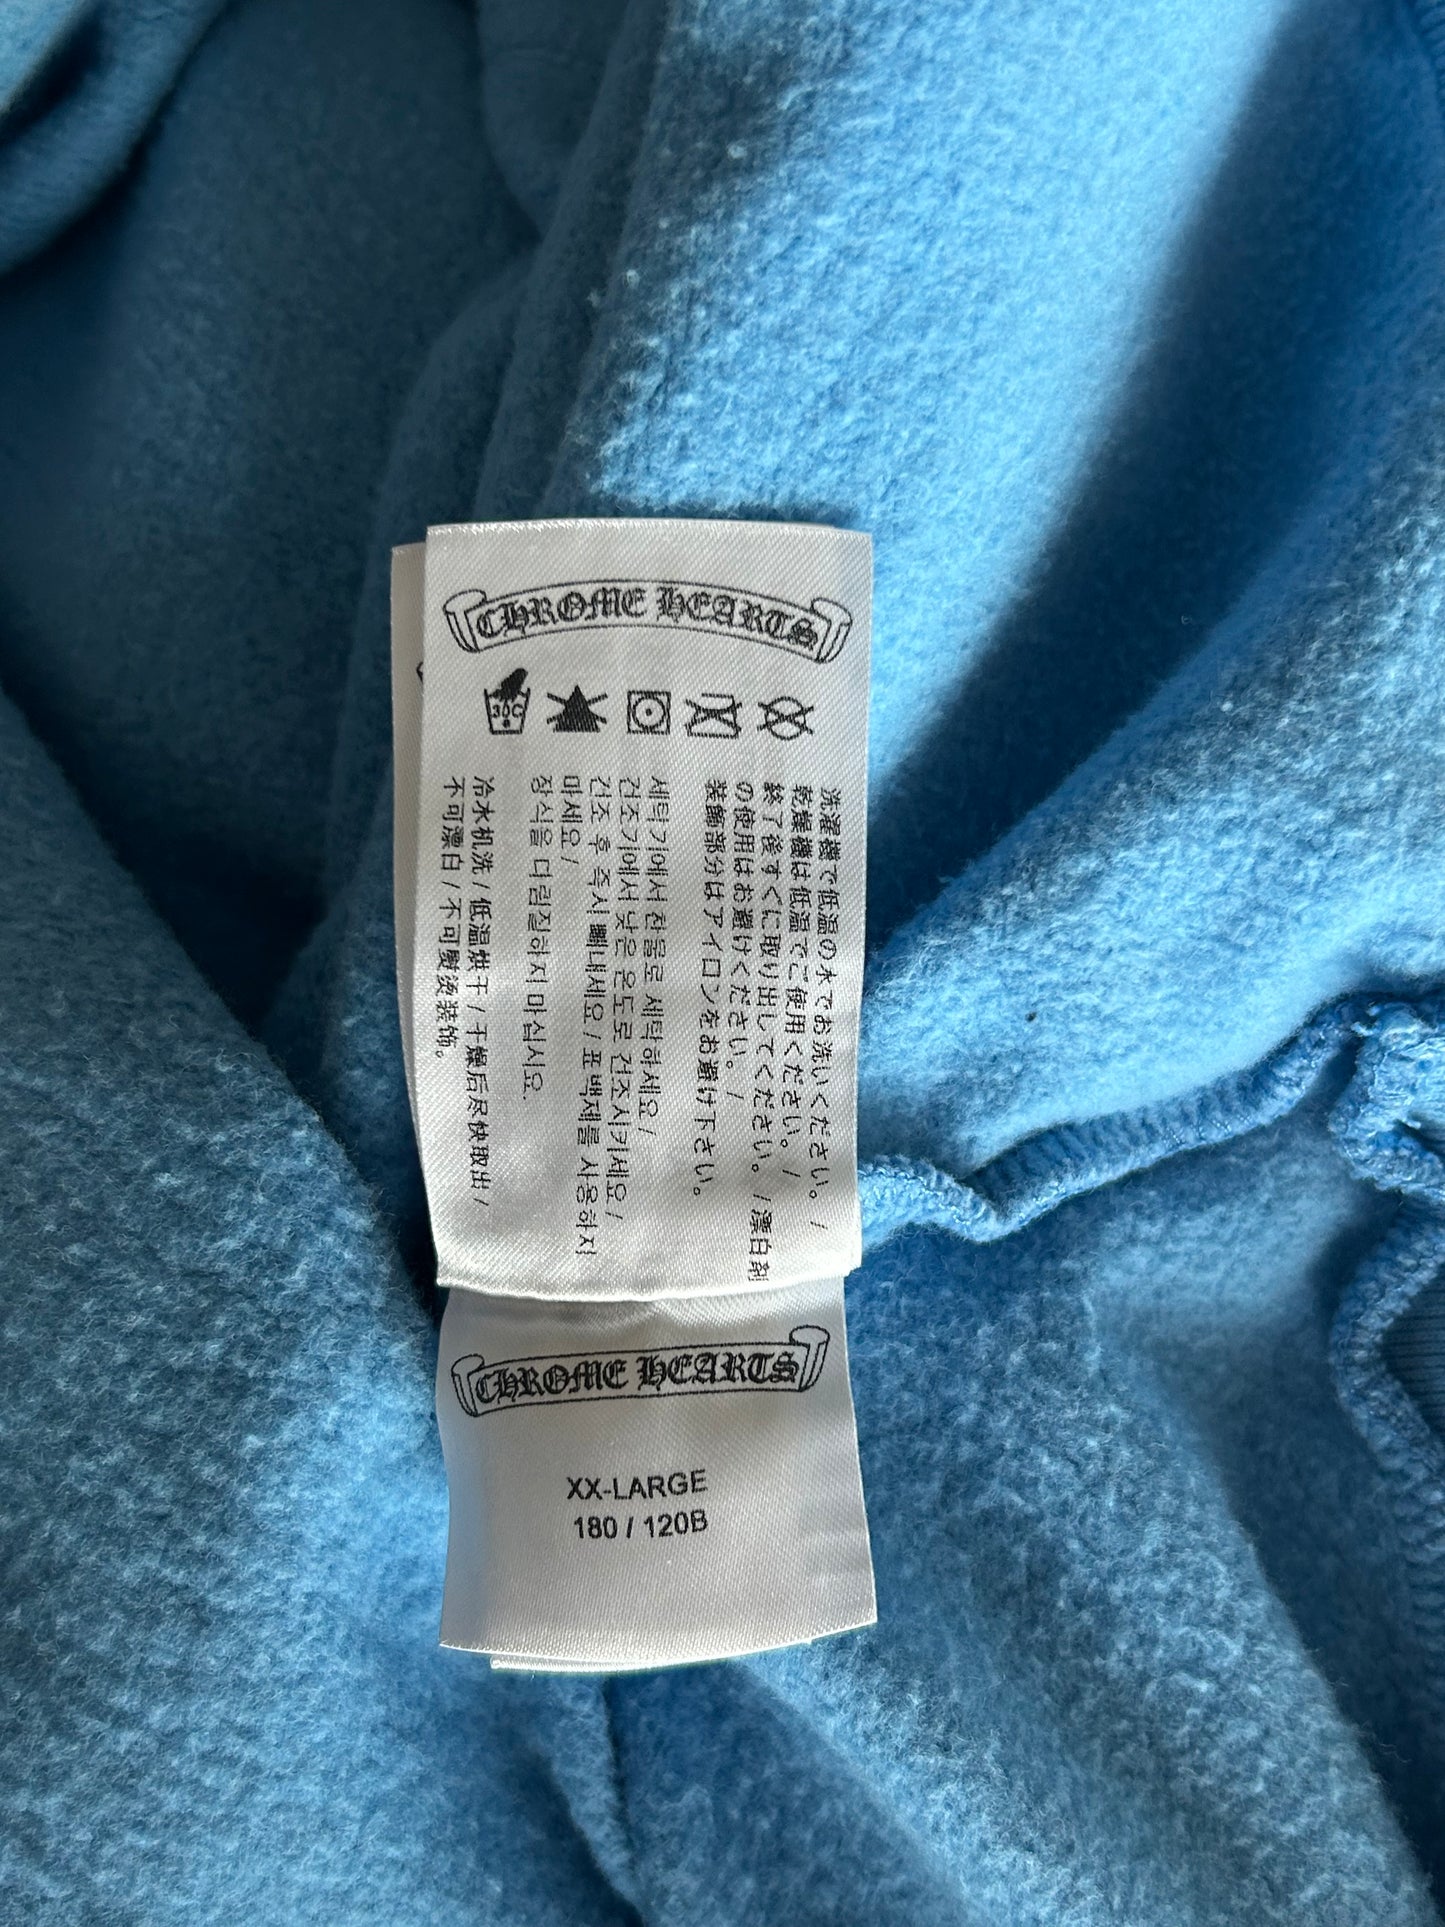 CHROME HEARTS
30C
洗濯機で低温の水でお洗いください。/
乾燥機は低温でご使用ください。/
終了後すぐに取り出してください。/漂白剤
の使用はお避けください。/
装飾部分はアイロンをお避け下さい。
세탁기에서 찬물로 세탁하세요 /
건조기에서 낮은 온도로 건조시키세요 /
건조 후 즉시 빼내세요 / 표백제를 사용하지
마세요 /
장식을 다림질하지 마십시오.
冷水机洗 / 低温烘干 / 干燥后尽快取出 /
不可漂白 / 不可熨烫装饰。
CHROME HEARTS
XX-LARGE
180 / 120B